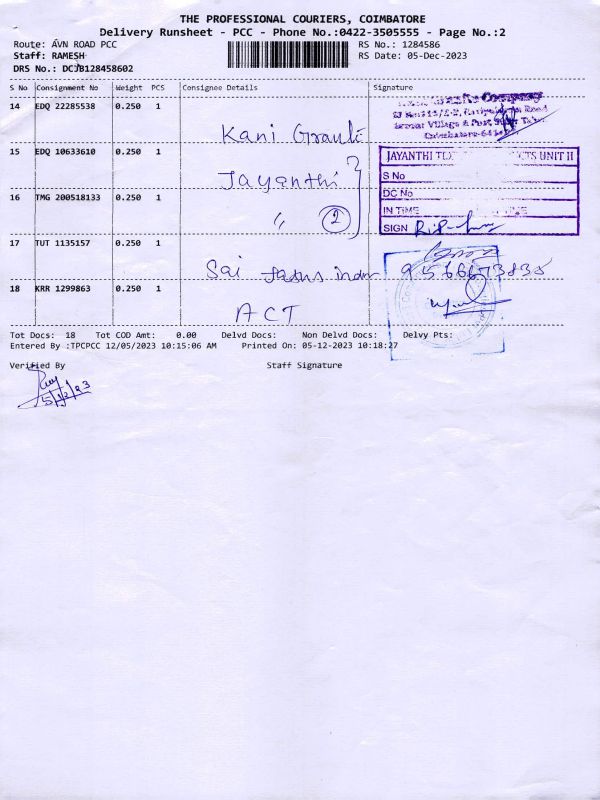 THE PROFESSIONAL COURIERS, COIMBATORE
Delivery Runsheet - PCC - Phone No.:0422-3505555 - Page No.:2
Route: AVN ROAD PCC
RS No.: 1284586
Staff: RAMESH
RS Date: 05-Dec-2023
DRS No.: DCJB128458602
S No Consignment No Weight PCS Consignee Details Signature
14 EDQ 22285538 0.250 1 Kani
15 EDQ 10633610 0.250 1 Jayanthi
JAYANTHI UNIT II
S No
DC No
IN TIME
SIGN
16 TMG 200518133 0.250 1 〃 2
17 TUT 1135157 0.250 1 Sai
9566673835
18 KRR 1299863 0.250 1 ACT
Tot Docs: 18 Tot COD Amt: 0.00 Delvd Docs: Non Delvd Docs: Delvy Pts:
Entered By :TPCPCC 12/05/2023 10:15:06 AM Printed On: 05-12-2023 10:18:27
Verified By Staff Signature
5/12/23